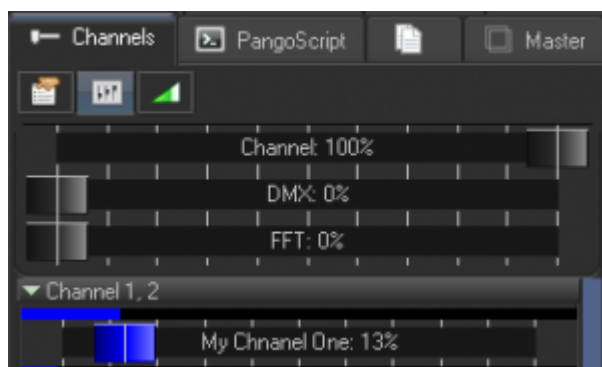 Channels PangoScript Master
Channel: 100%
DMX: 0%
FFT: 0%
Channel 1, 2
My Chnanel One: 13%